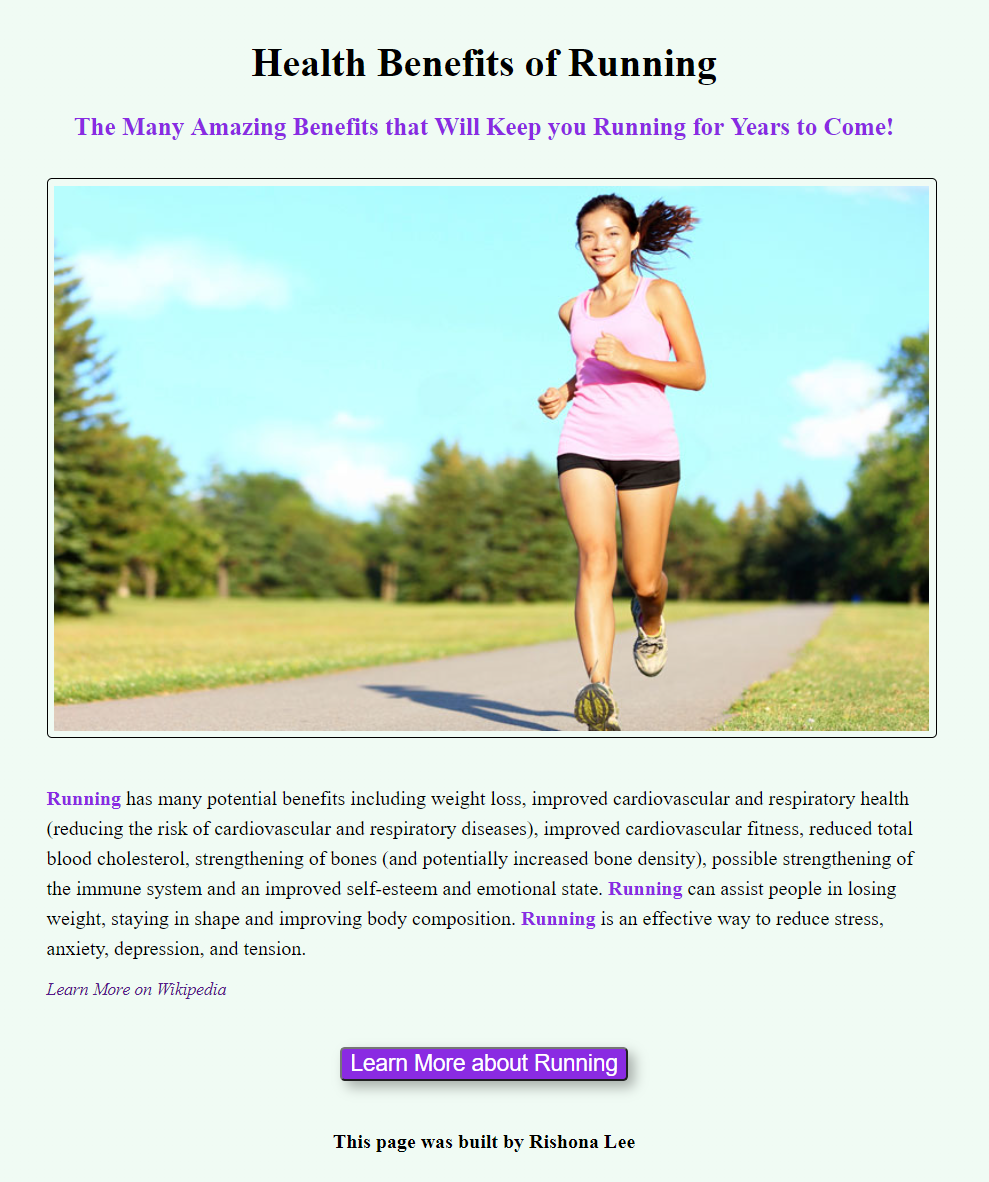 Health Benefits of Running
The Many Amazing Benefits that Will Keep you Running for Years to Come!
Running has many potential benefits including weight loss, improved cardiovascular and respiratory health
(reducing the risk of cardiovascular and respiratory diseases), improved cardiovascular fitness, reduced total
blood cholesterol, strengthening of bones (and potentially increased bone density), possible strengthening of
the immune system and an improved self-esteem and emotional state. Running can assist people in losing
weight, staying in shape and improving body composition. Running is an effective way to reduce stress,
anxiety, depression, and tension.
Learn More on Wikipedia
Learn More about Running
This page was built by Rishona Lee